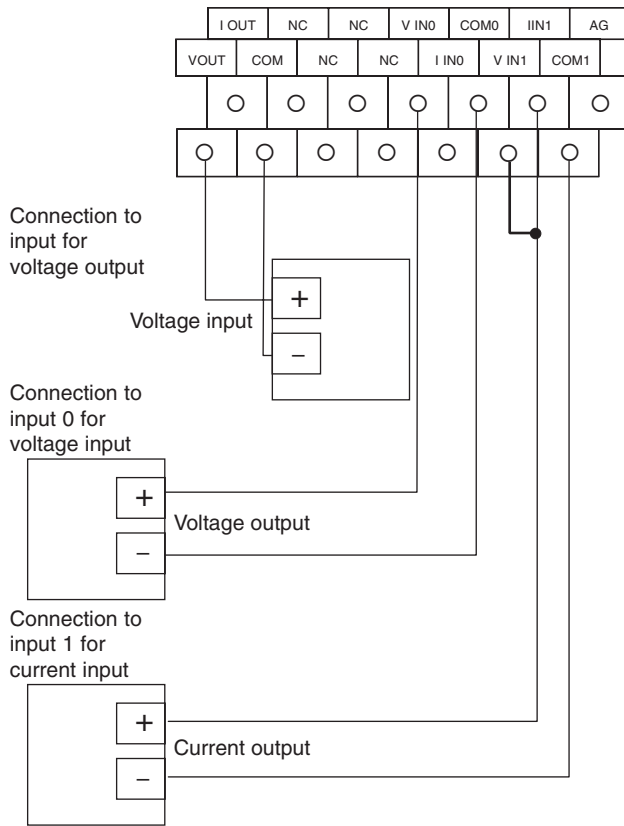 I OUT NC NC V IN0 COM0 IIN1 AG
VOUT COM NC NC I IN0 V IN1 COM1
Connection to
input for
voltage output
Voltage input
+
−
Connection to
input 0 for
voltage input
+
Voltage output
−
Connection to
input 1 for
current input
+
Current output
−